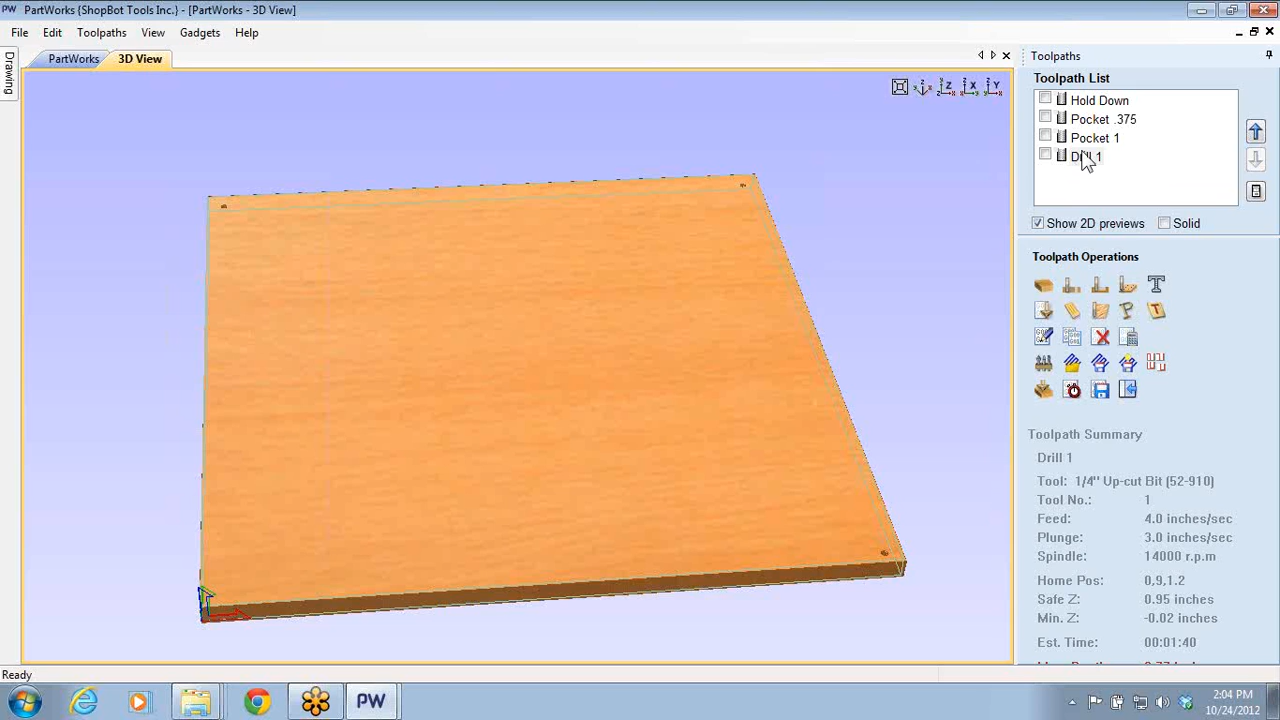 PW PartWorks {ShopBot Tools Inc.} - [PartWorks - 3D View]
File Edit Toolpaths View Gadgets Help
PartWorks 3D View
Drawing
Z X Y
Toolpaths
Toolpath List
Hold Down
Pocket .375
Pocket 1
Drill 1
Show 2D previews Solid
Toolpath Operations
Toolpath Summary
Drill 1
Tool: 1/4" Up-cut Bit (52-910)
Tool No.: 1
Feed: 4.0 inches/sec
Plunge: 3.0 inches/sec
Spindle: 14000 r.p.m
Home Pos: 0,9,1.2
Safe Z: 0.95 inches
Min. Z: -0.02 inches
Est. Time: 00:01:40
Ready
PW
2:04 PM
10/24/2012